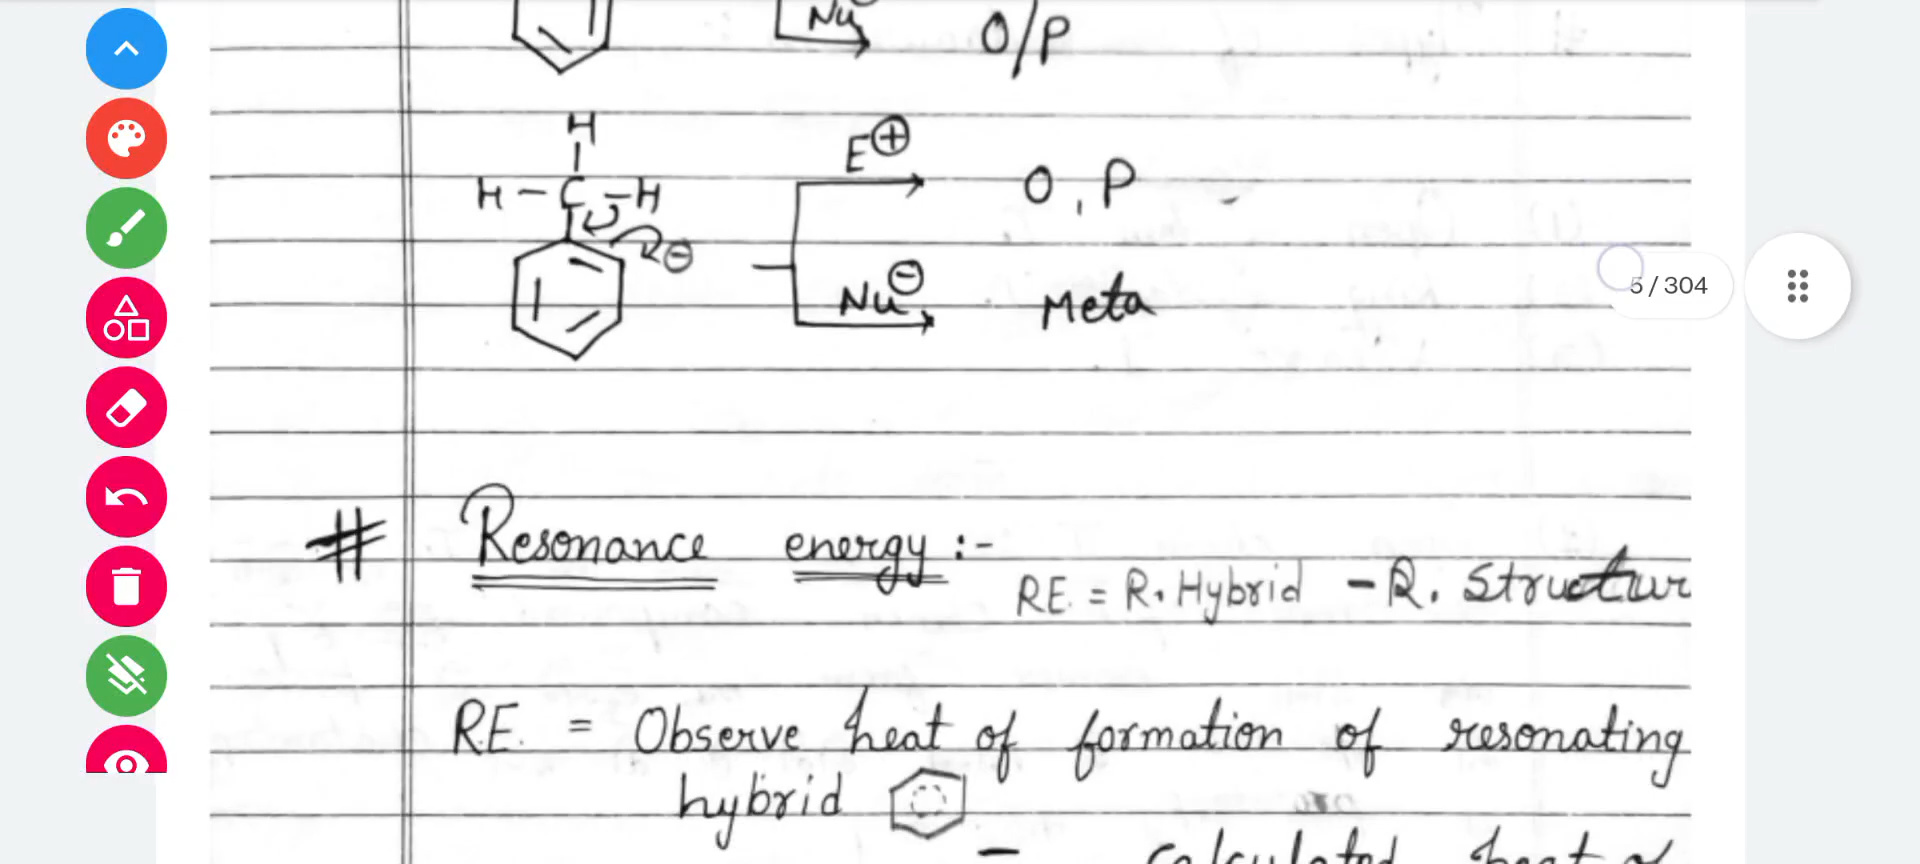 Nu
O/P
H
H - C - H
E⊕
O, P
⊖
Nu⊖
Meta
5 / 304
# Resonance energy :-
RE = R. Hybrid - R. Structur
R.E. = Observe heat of formation of resonating
hybrid
- calculated heat of